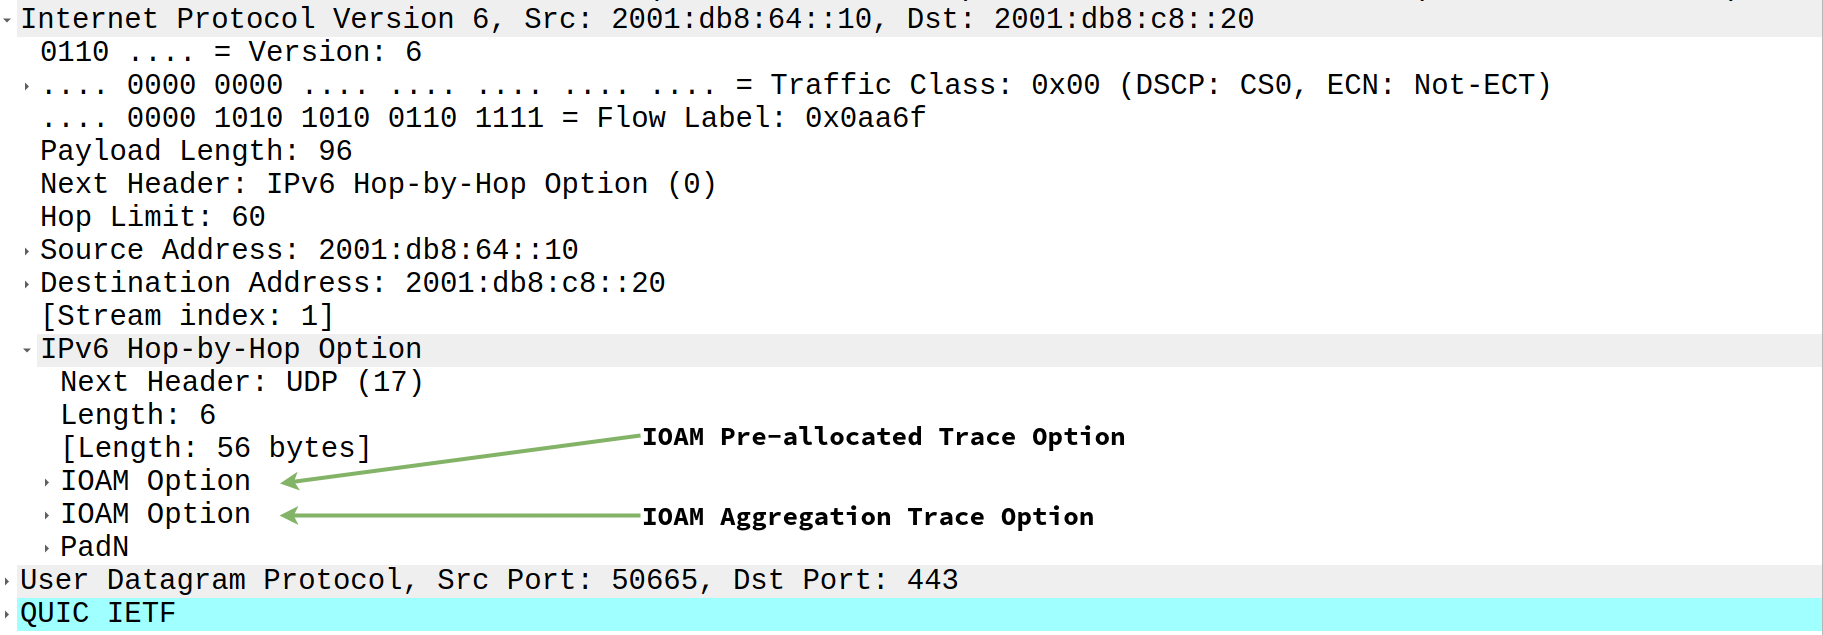 Internet Protocol Version 6, Src: 2001:db8:64::10, Dst: 2001:db8:c8::20
0110 .... = Version: 6
.... 0000 0000 .... .... .... .... .... = Traffic Class: 0x00 (DSCP: CS0, ECN: Not-ECT)
.... 0000 1010 1010 0110 1111 = Flow Label: 0x0aa6f
Payload Length: 96
Next Header: IPv6 Hop-by-Hop Option (0)
Hop Limit: 60
Source Address: 2001:db8:64::10
Destination Address: 2001:db8:c8::20
[Stream index: 1]
IPv6 Hop-by-Hop Option
Next Header: UDP (17)
Length: 6
[Length: 56 bytes]
IOAM Pre-allocated Trace Option
IOAM Option
IOAM Option
IOAM Aggregation Trace Option
PadN
User Datagram Protocol, Src Port: 50665, Dst Port: 443
QUIC IETF